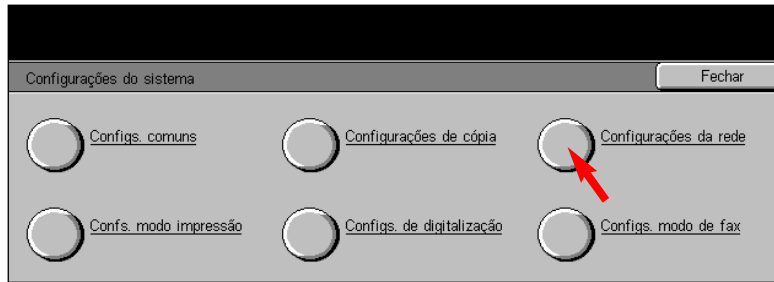 Configurações do sistema
Fechar
Configs. comuns
Configurações de cópia
Configurações da rede
Confs. modo impressão
Configs. de digitalização
Configs. modo de fax